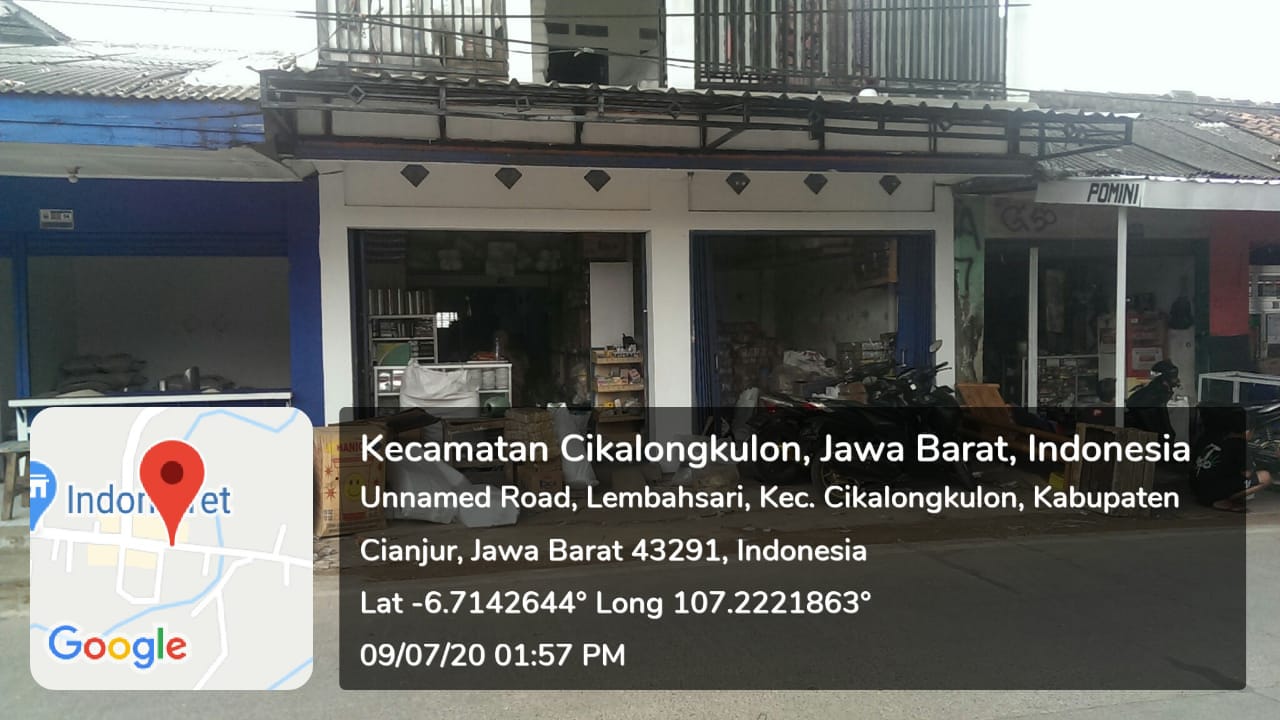 POMINI
Indomaret
Google
Kecamatan Cikalongkulon, Jawa Barat, Indonesia
Unnamed Road, Lembahsari, Kec. Cikalongkulon, Kabupaten
Cianjur, Jawa Barat 43291, Indonesia
Lat -6.7142644° Long 107.2221863°
09/07/20 01:57 PM